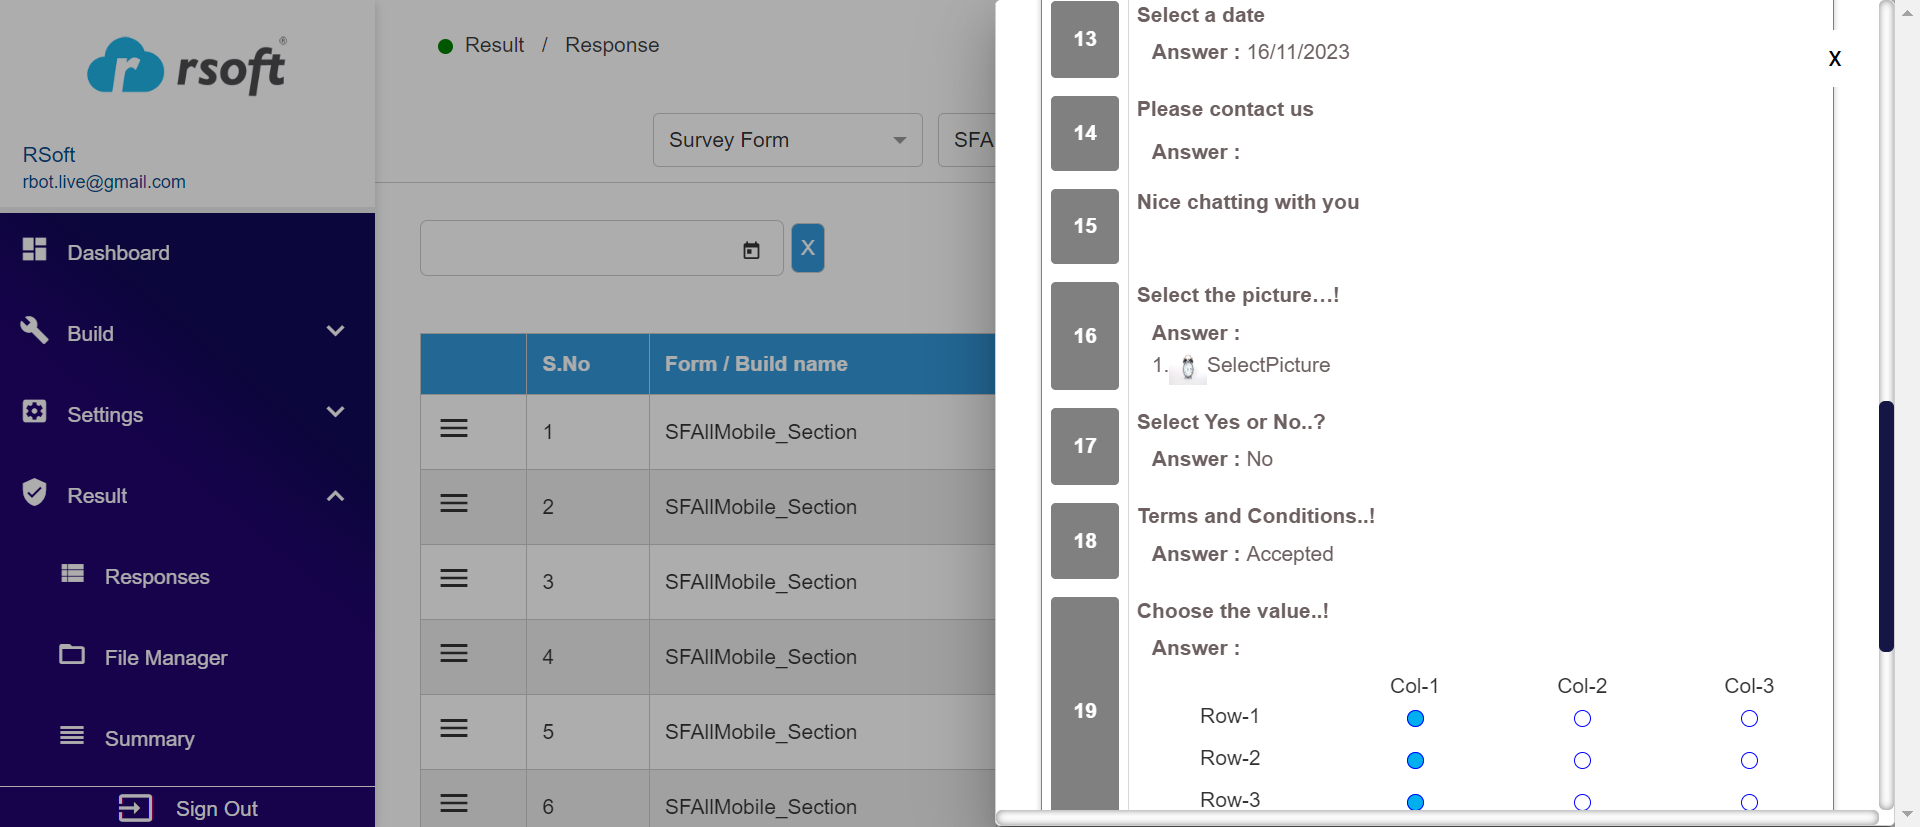 rsoft®
RSoft
rbot.live@gmail.com
Dashboard
Build
Settings
Result
Responses
File Manager
Summary
Sign Out
Result / Response
Survey Form
SFA
X
S.No Form / Build name
1 SFAllMobile_Section
2 SFAllMobile_Section
3 SFAllMobile_Section
4 SFAllMobile_Section
5 SFAllMobile_Section
6 SFAllMobile_Section
X
13 Select a date
Answer : 16/11/2023
14 Please contact us
Answer :
15 Nice chatting with you
16 Select the picture...!
Answer :
1. SelectPicture
17 Select Yes or No..?
Answer : No
18 Terms and Conditions..!
Answer : Accepted
19 Choose the value..!
Answer :
Col-1 Col-2 Col-3
Row-1
Row-2
Row-3